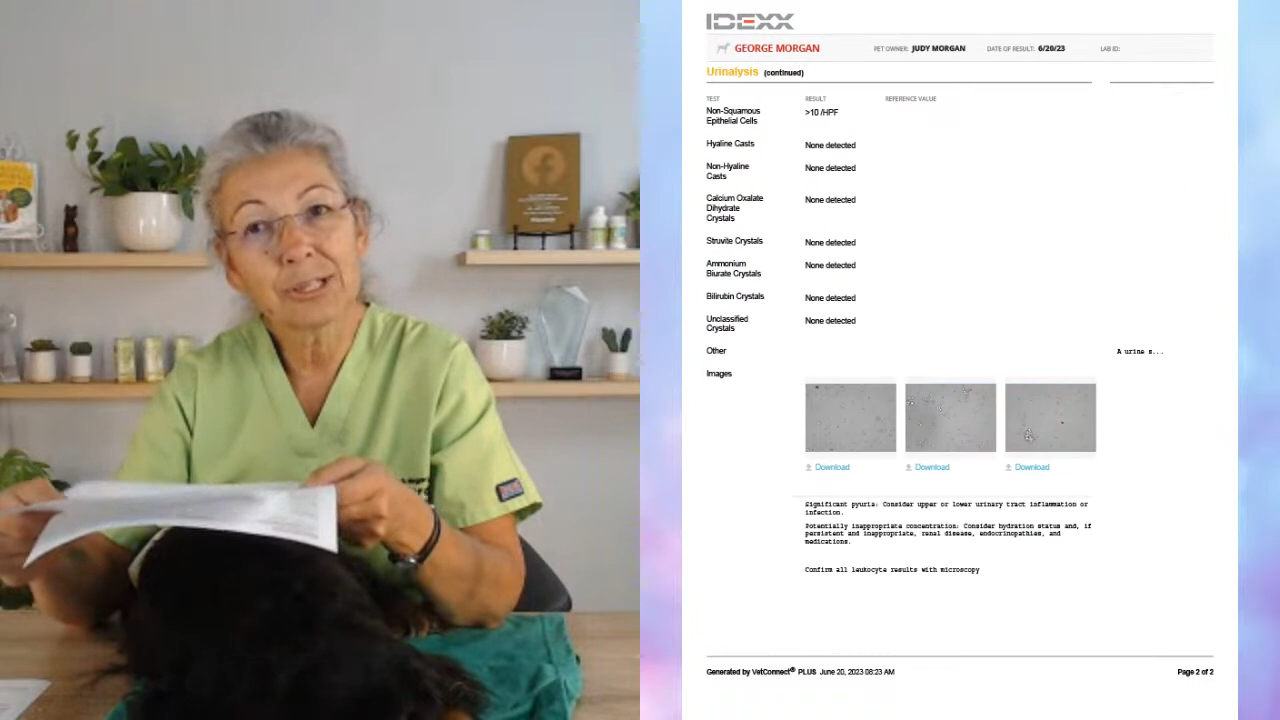 IDEXX
GEORGE MORGAN PET OWNER: JUDY MORGAN DATE OF RESULT: 6/20/23 LAB ID:
Urinalysis (continued)
TEST RESULT REFERENCE VALUE
Non-Squamous
Epithelial Cells >10 /HPF
Hyaline Casts None detected
Non-Hyaline
Casts None detected
Calcium Oxalate
Dihydrate
Crystals None detected
Struvite Crystals None detected
Ammonium
Biurate Crystals None detected
Bilirubin Crystals None detected
Unclassified
Crystals None detected
Other A urine s...
Images
Download Download Download
Significant pyuria: Consider upper or lower urinary tract inflammation or
infection.
Potentially inappropriate concentration: Consider hydration status and, if
persistent and inappropriate, renal disease, endocrinopathies, and
medications.
Confirm all leukocyte results with microscopy
Generated by VetConnect® PLUS June 20, 2023 08:23 AM Page 2 of 2